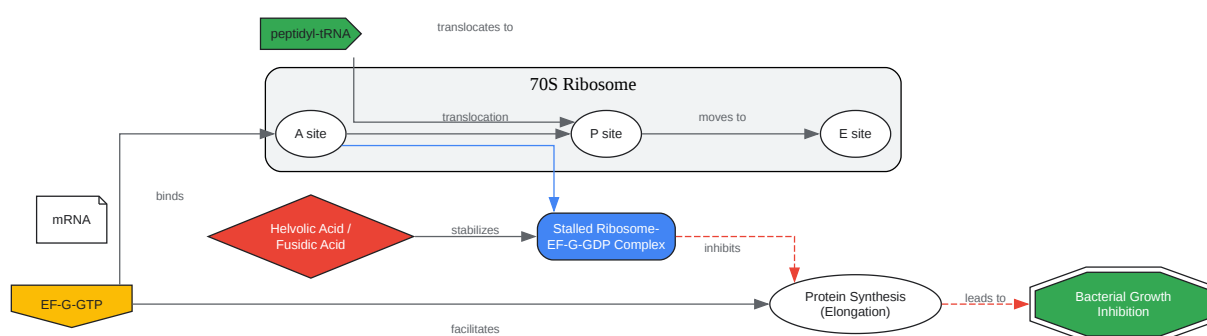 peptidyl-tRNA
translocates to
70S Ribosome
A site
translocation
P site
moves to
E site
binds
mRNA
Helvolic Acid /
Fusidic Acid
stabilizes
Stalled Ribosome-
EF-G-GDP Complex
inhibits
EF-G-GTP
facilitates
Protein Synthesis
(Elongation)
leads to
Bacterial Growth
Inhibition